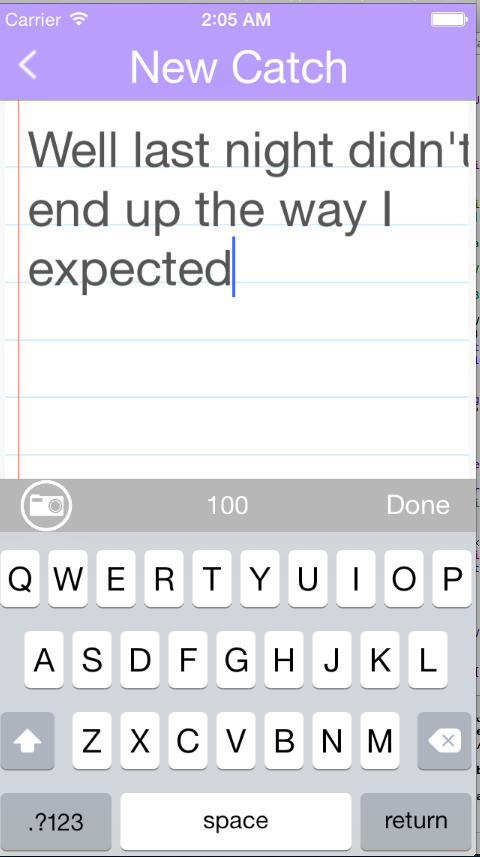 Carrier 2:05 AM
New Catch
Well last night didn't
end up the way I
expected
100 Done
Q W E R T Y U I O P
A S D F G H J K L
Z X C V B N M
.?123 space return